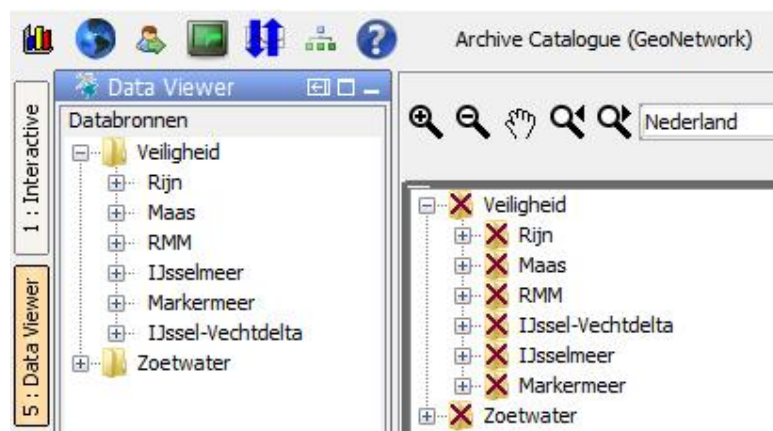 Archive Catalogue (GeoNetwork)
1 : Interactive
5 : Data Viewer
Data Viewer
Databronnen
Veiligheid
Rijn
Maas
RMM
IJsselmeer
Markermeer
IJssel-Vechtdelta
Zoetwater
Nederland
Veiligheid
Rijn
Maas
RMM
IJssel-Vechtdelta
IJsselmeer
Markermeer
Zoetwater